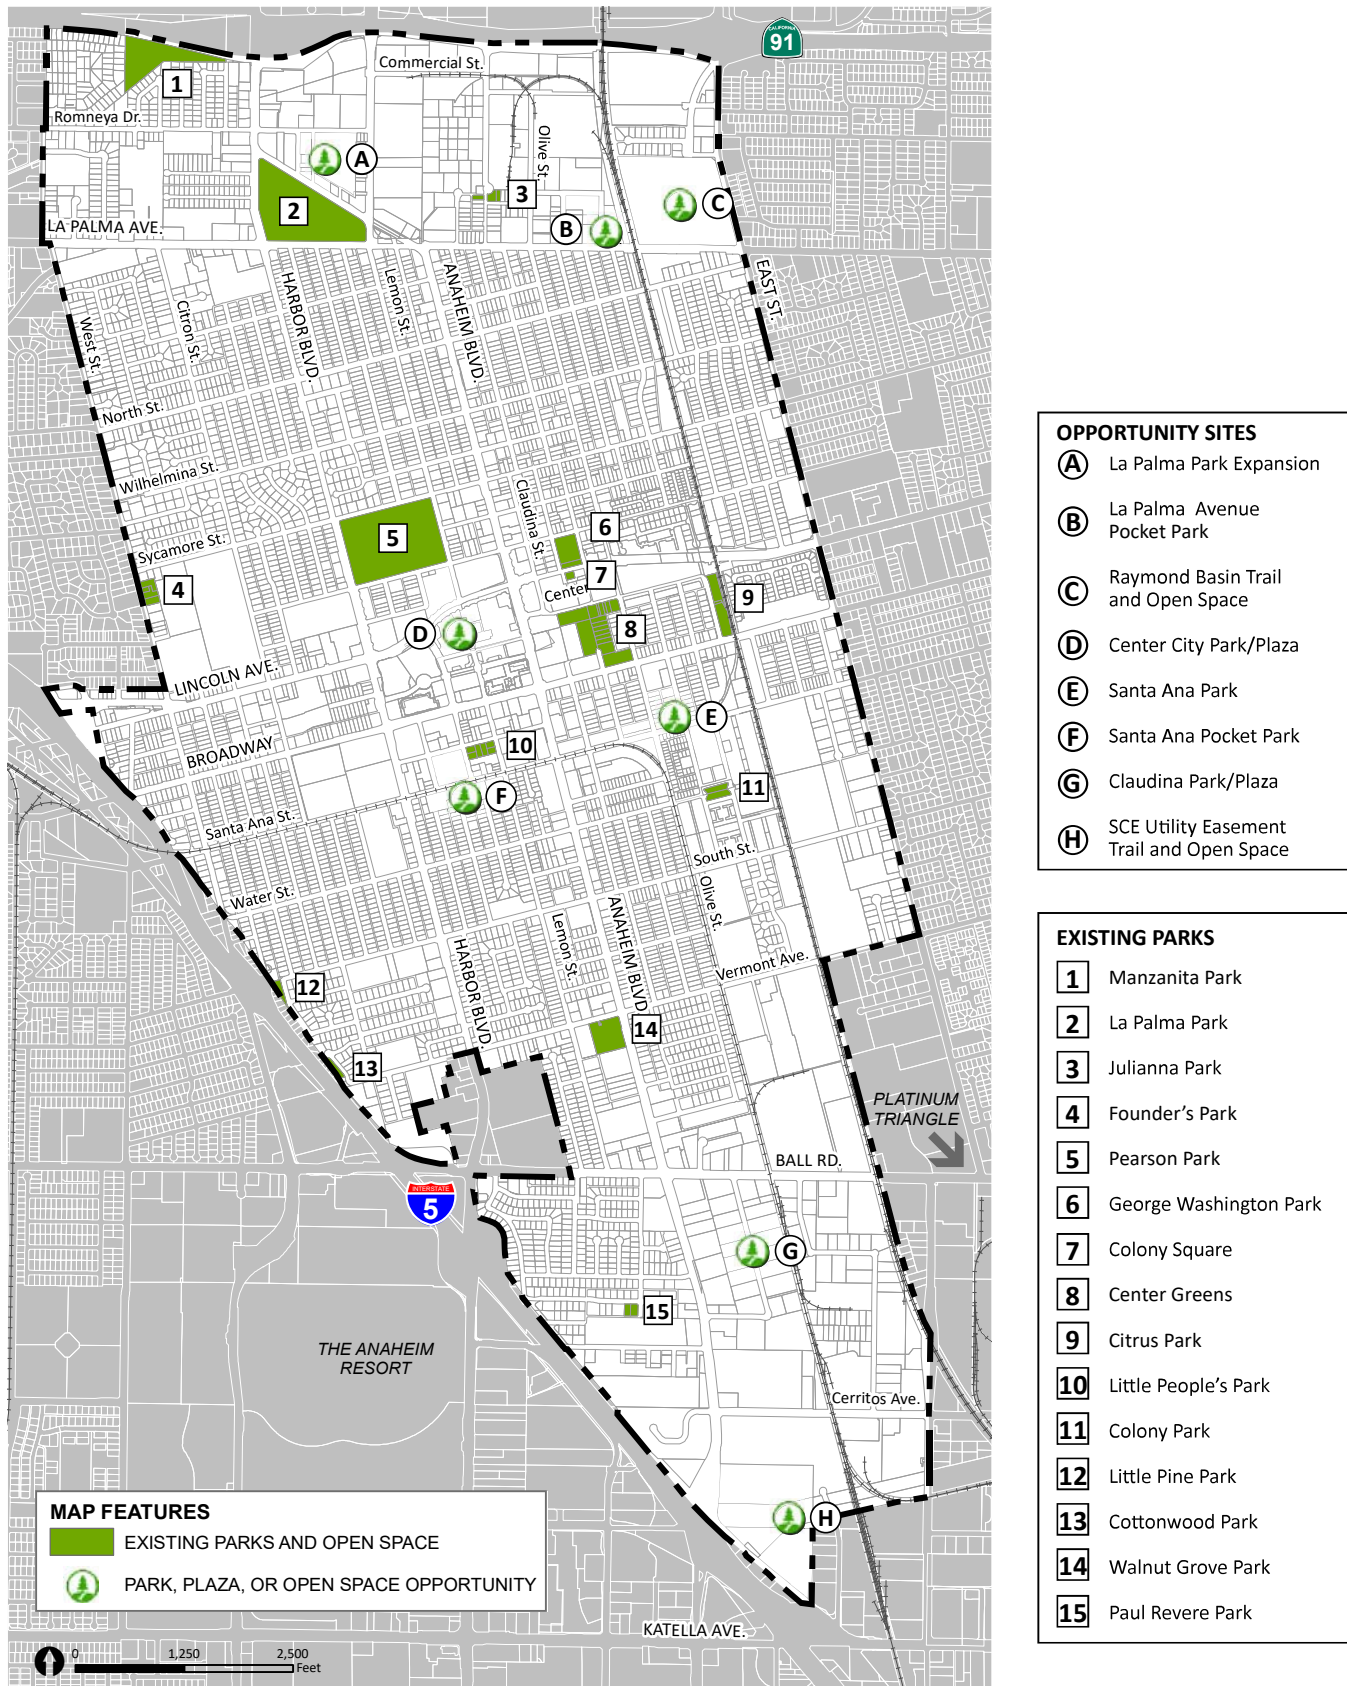 CALIFORNIA
91
Commercial St.
1
Romneya Dr.
Olive St.
A
3
2
C
B
LA PALMA AVE.
EAST ST.
HARBOR BLVD.
Lemon St.
ANAHEIM BLVD.
Citron St.
West St.
North St.
Wilhelmina St.
Claudina St.
Sycamore St.
5
6
7
4
Center
9
8
D
LINCOLN AVE.
E
BROADWAY
10
11
F
Santa Ana St.
South St.
Water St.
Olive St.
Lemon St.
ANAHEIM BLVD.
HARBOR BLVD.
Vermont Ave.
12
14
13
PLATINUM
TRIANGLE
BALL RD.
INTERSTATE
5
G
15
THE ANAHEIM
RESORT
Cerritos Ave.
H
KATELLA AVE.
MAP FEATURES
EXISTING PARKS AND OPEN SPACE
PARK, PLAZA, OR OPEN SPACE OPPORTUNITY
0 1,250 2,500
Feet
OPPORTUNITY SITES
A La Palma Park Expansion
B La Palma Avenue
Pocket Park
C Raymond Basin Trail
and Open Space
D Center City Park/Plaza
E Santa Ana Park
F Santa Ana Pocket Park
G Claudina Park/Plaza
H SCE Utility Easement
Trail and Open Space
EXISTING PARKS
1 Manzanita Park
2 La Palma Park
3 Julianna Park
4 Founder’s Park
5 Pearson Park
6 George Washington Park
7 Colony Square
8 Center Greens
9 Citrus Park
10 Little People’s Park
11 Colony Park
12 Little Pine Park
13 Cottonwood Park
14 Walnut Grove Park
15 Paul Revere Park